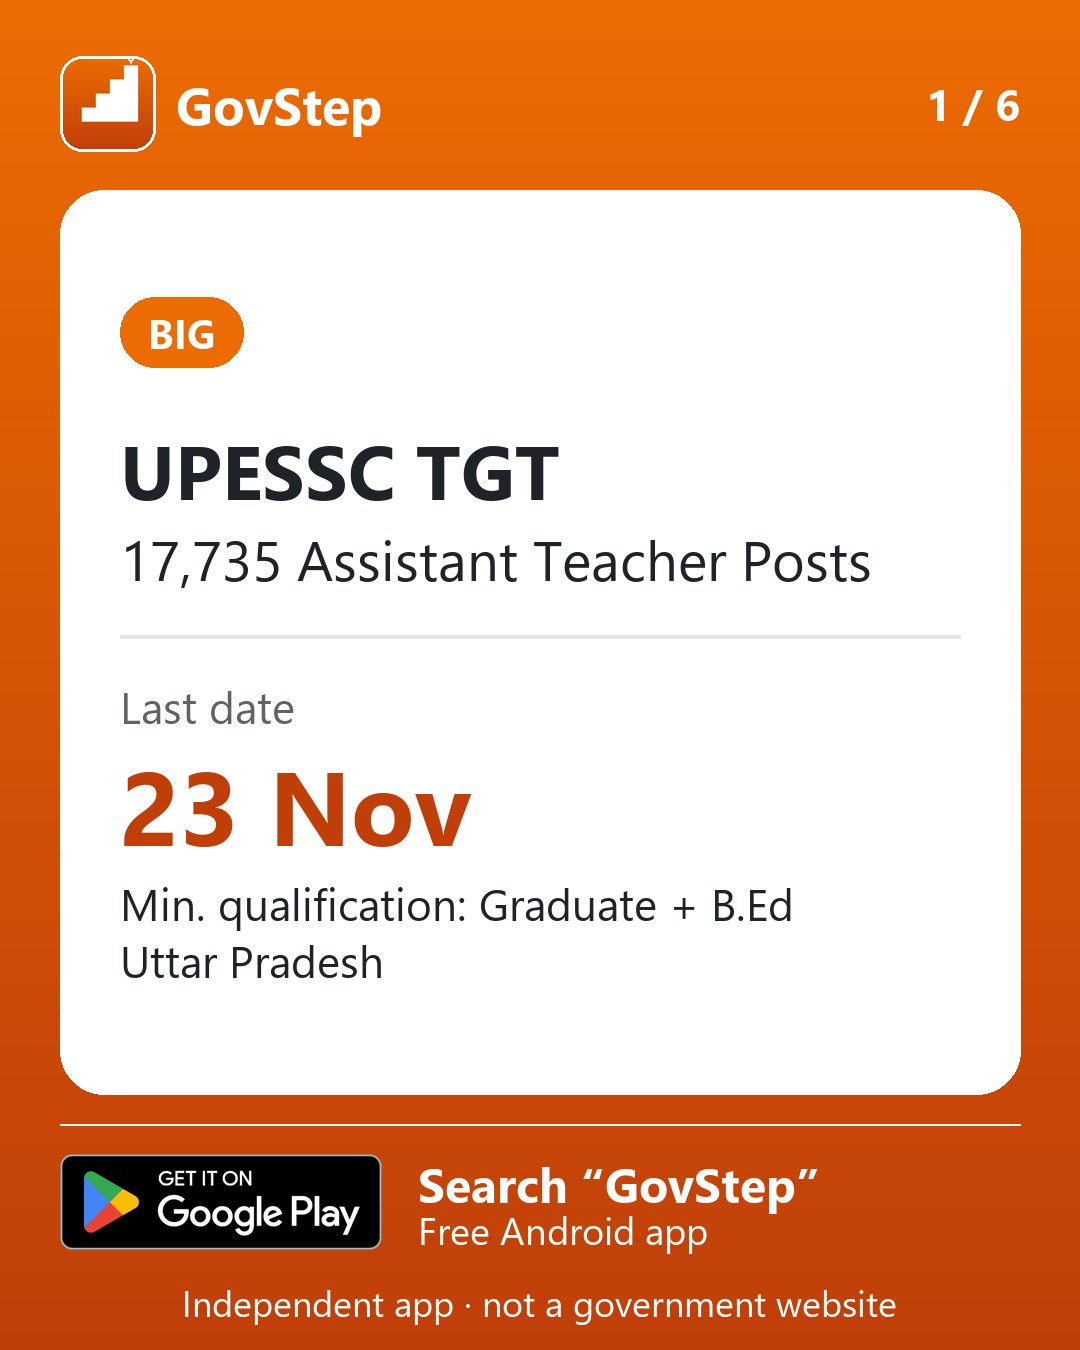 GovStep
1 / 6
BIG
UPESSC TGT
17,735 Assistant Teacher Posts
Last date
23 Nov
Min. qualification: Graduate + B.Ed
Uttar Pradesh
GET IT ON
Google Play
Search “GovStep”
Free Android app
Independent app · not a government website